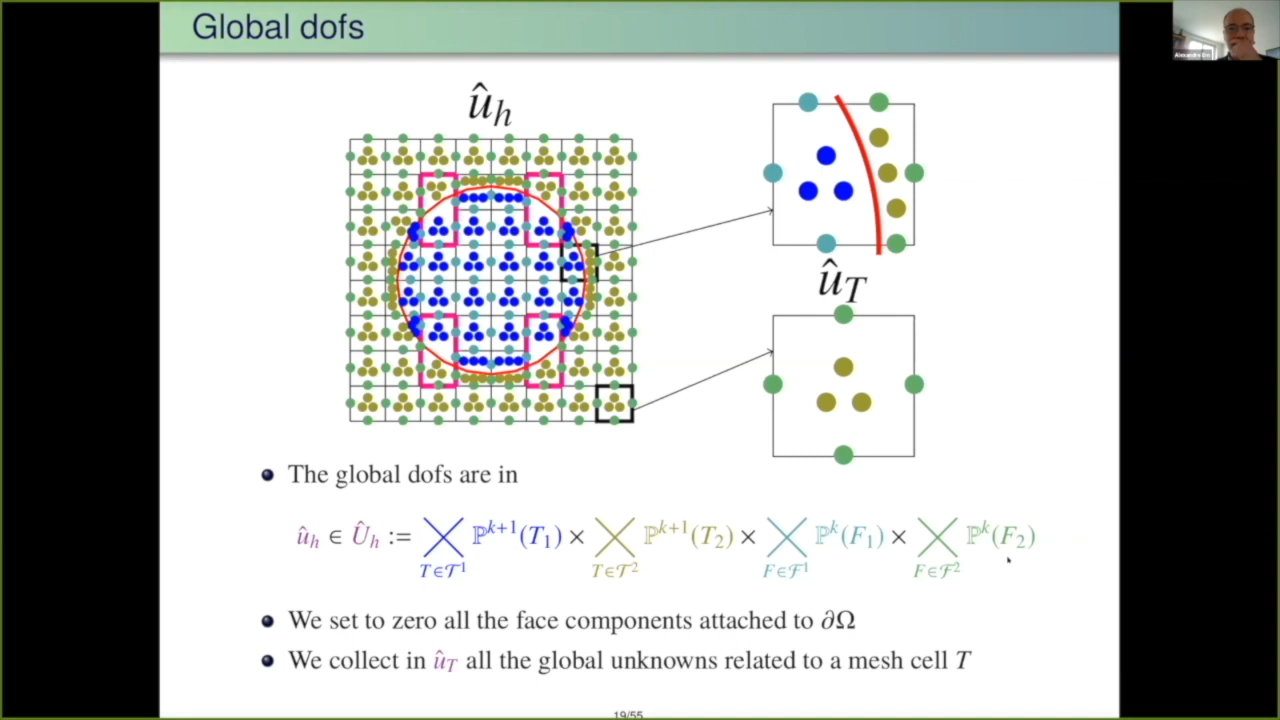 Global dofs
û_h
û_T
• The global dofs are in
û_h ∈ Û_h := ⨉_{T∈𝒯^1} ℙ^{k+1}(T_1) × ⨉_{T∈𝒯^2} ℙ^{k+1}(T_2) × ⨉_{F∈ℱ^1} ℙ^k(F_1) × ⨉_{F∈ℱ^2} ℙ^k(F_2)
• We set to zero all the face components attached to ∂Ω
• We collect in û_T all the global unknowns related to a mesh cell T
19/55